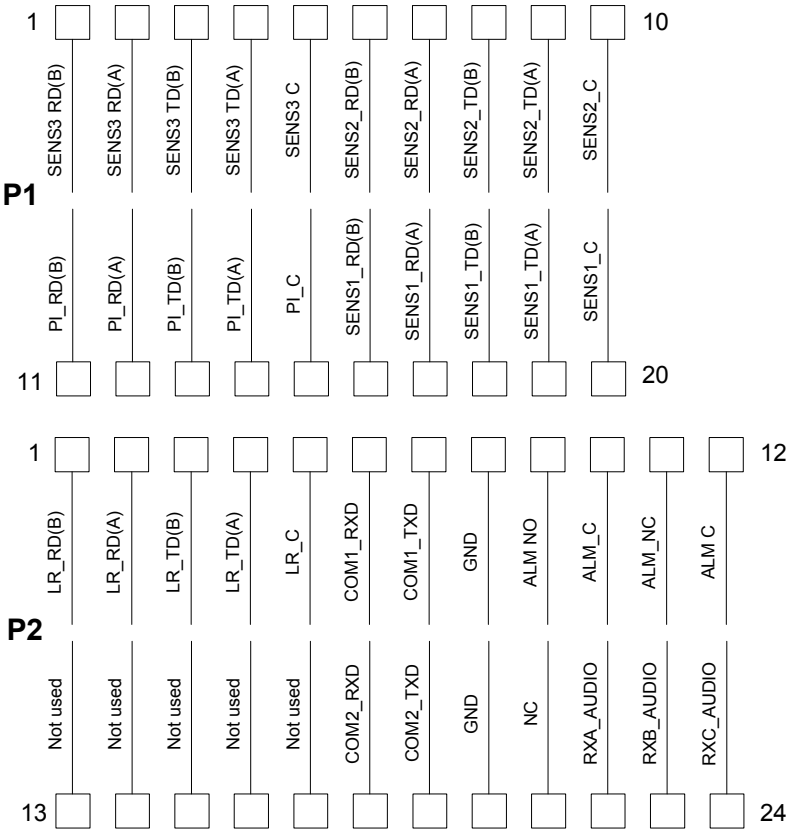 1 10
SENS3 RD(B)
SENS3 RD(A)
SENS3 TD(B)
SENS3 TD(A)
SENS3 C
SENS2_RD(B)
SENS2_RD(A)
SENS2_TD(B)
SENS2_TD(A)
SENS2_C
P1
PI_RD(B)
PI_RD(A)
PI_TD(B)
PI_TD(A)
PI_C
SENS1_RD(B)
SENS1_RD(A)
SENS1_TD(B)
SENS1_TD(A)
SENS1_C
11 20
1 12
LR_RD(B)
LR_RD(A)
LR_TD(B)
LR_TD(A)
LR_C
COM1_RXD
COM1_TXD
GND
ALM NO
ALM_C
ALM_NC
ALM C
P2
Not used
Not used
Not used
Not used
Not used
COM2_RXD
COM2_TXD
GND
NC
RXA_AUDIO
RXB_AUDIO
RXC_AUDIO
13 24